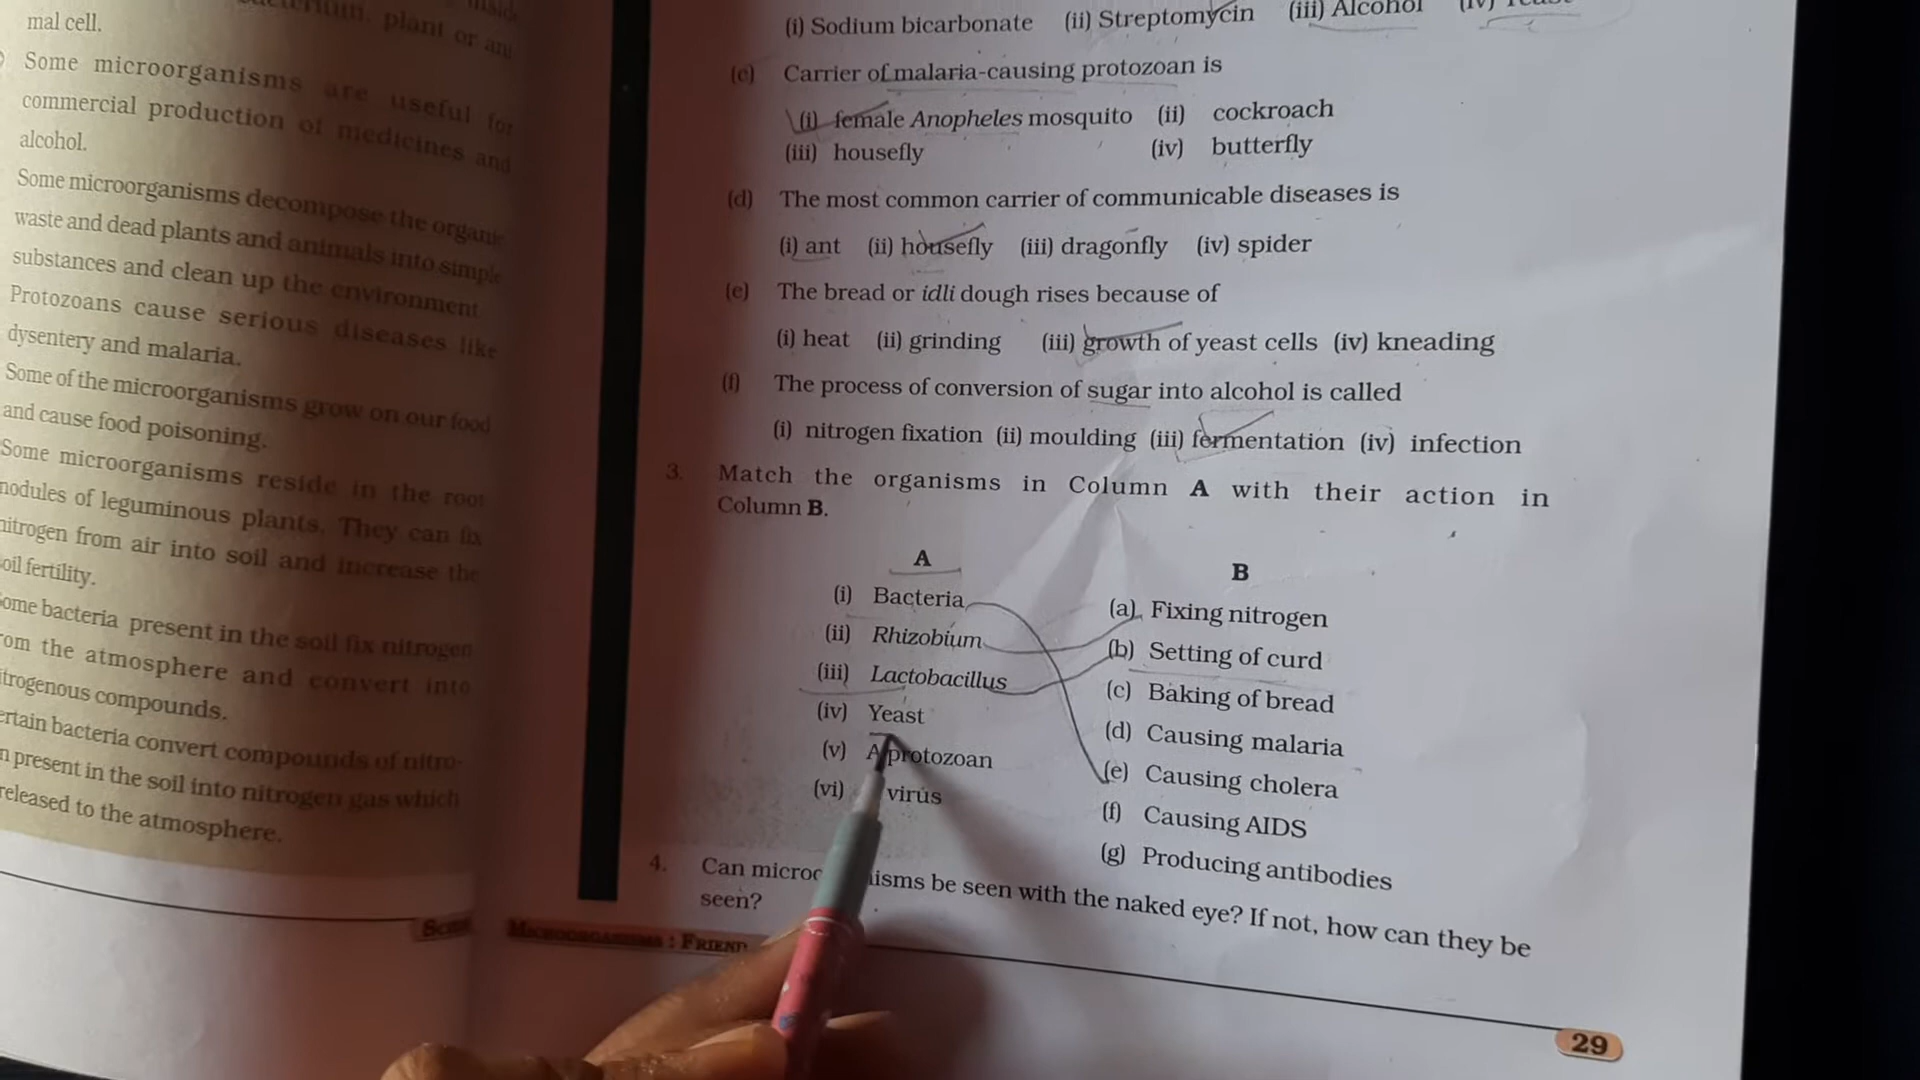 mal cell.
plant or ani
Some microorganisms are useful for
commercial production of medicines and
alcohol.
Some microorganisms decompose the organic
waste and dead plants and animals into simple
substances and clean up the environment
Protozoans cause serious diseases like
dysentery and malaria.
Some of the microorganisms grow on our food
and cause food poisoning.
Some microorganisms reside in the root
nodules of leguminous plants. They can fix
nitrogen from air into soil and increase the
oil fertility.
ome bacteria present in the soil fix nitrogen
rom the atmosphere and convert into
itrogenous compounds.
ertain bacteria convert compounds of nitro-
n present in the soil into nitrogen gas which
released to the atmosphere.
(i) Sodium bicarbonate (ii) Streptomycin (iii) Alcohol (iv) Yeast
(c) Carrier of malaria-causing protozoan is
(i) female Anopheles mosquito (ii) cockroach
(iii) housefly (iv) butterfly
(d) The most common carrier of communicable diseases is
(i) ant (ii) housefly (iii) dragonfly (iv) spider
(e) The bread or idli dough rises because of
(i) heat (ii) grinding (iii) growth of yeast cells (iv) kneading
(f) The process of conversion of sugar into alcohol is called
(i) nitrogen fixation (ii) moulding (iii) fermentation (iv) infection
3. Match the organisms in Column A with their action in
Column B.
A B
(i) Bacteria (a) Fixing nitrogen
(ii) Rhizobium (b) Setting of curd
(iii) Lactobacillus (c) Baking of bread
(iv) Yeast (d) Causing malaria
(v) A protozoan (e) Causing cholera
(vi) virus (f) Causing AIDS
(g) Producing antibodies
4. Can microo isms be seen with the naked eye? If not, how can they be
seen?
MICROORGANISMS : FRIEND
29